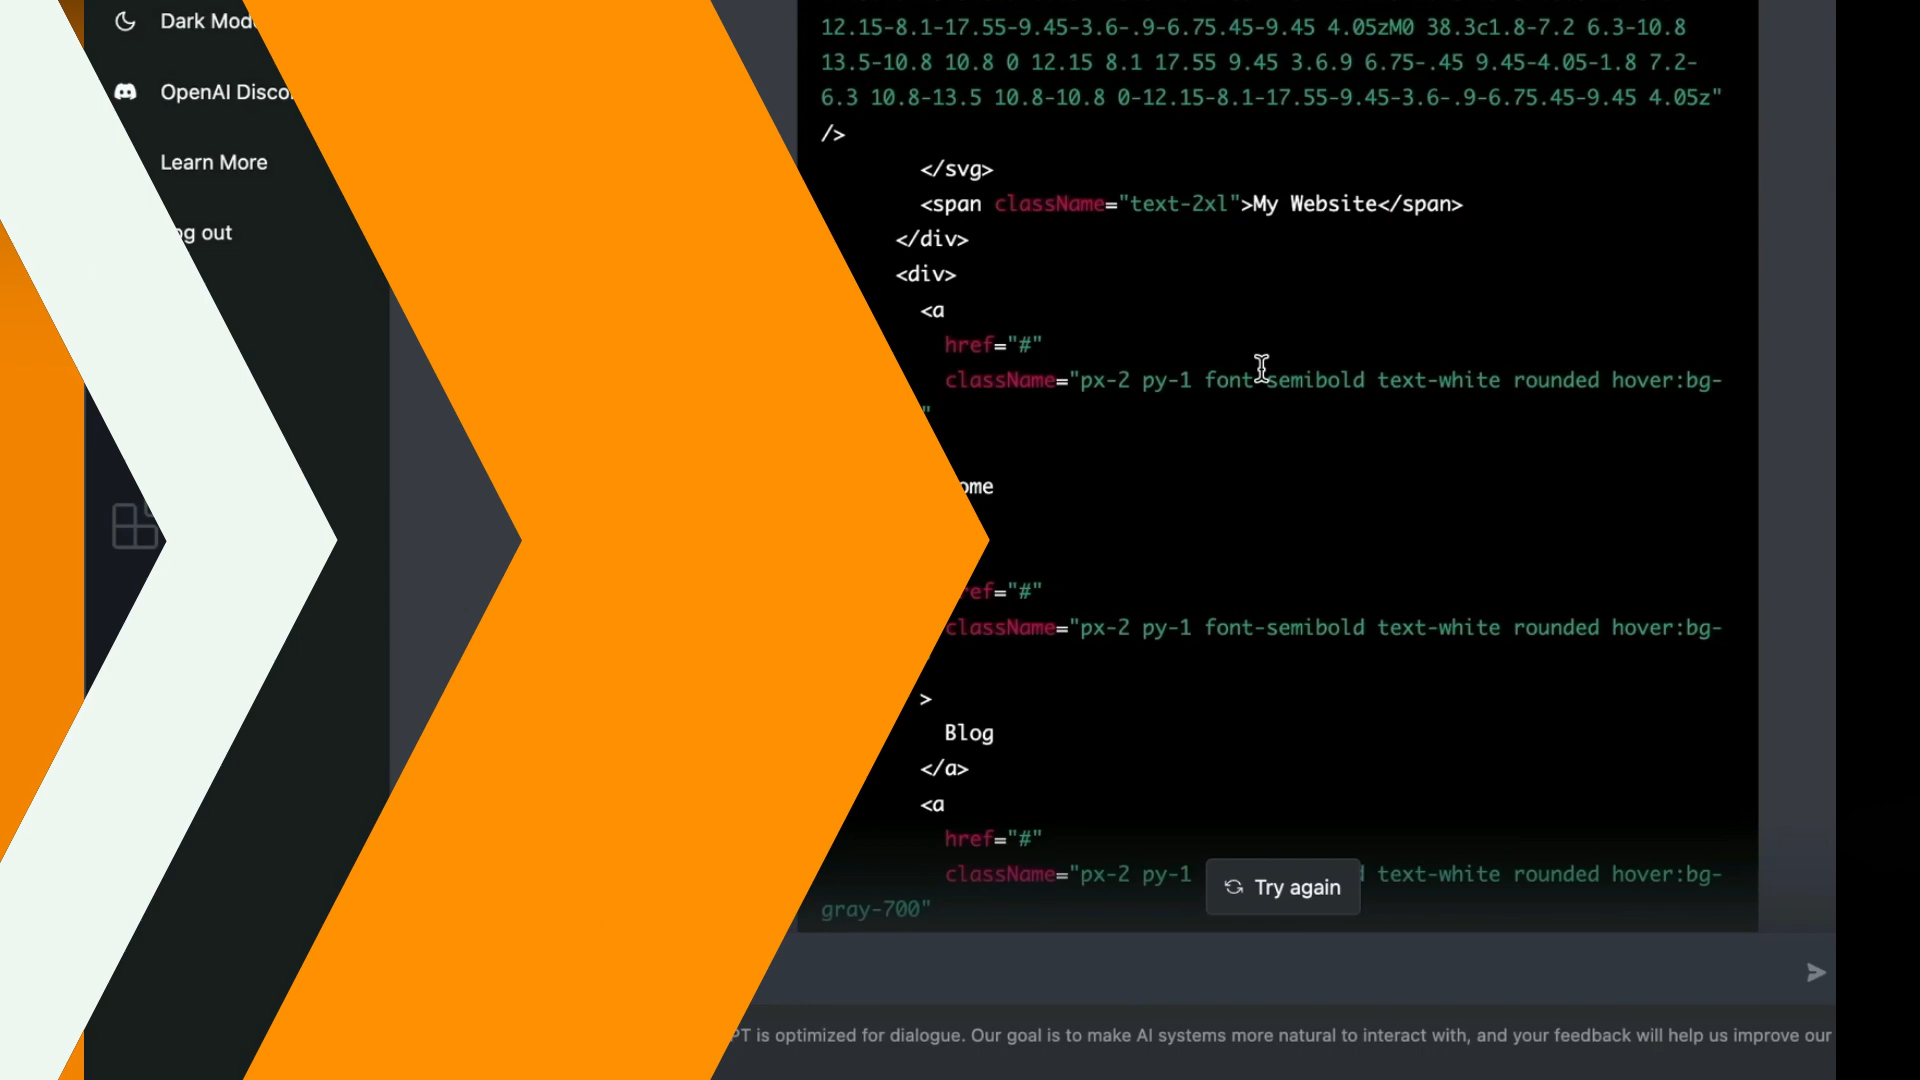 Dark
OpenAI
Learn More
out
12.15-8.1-17.55-9.45-3.6-.9-6.75.45-9.45 4.05zM0 38.3c1.8-7.2 6.3-10.8
13.5-10.8 10.8 0 12.15 8.1 17.55 9.45 3.6.9 6.75-.45 9.45-4.05-1.8 7.2-
6.3 10.8-13.5 10.8-10.8 0-12.15-8.1-17.55-9.45-3.6-.9-6.75.45-9.45 4.05z"
/>
</svg>
<span className="text-2xl">My Website</span>
</div>
<div>
<a
href="#"
className="px-2 py-1 font-semibold text-white rounded hover:bg-
"
ome
ref="#"
className="px-2 py-1 font-semibold text-white rounded hover:bg-
>
Blog
</a>
<a
href="#"
className="px-2 py-1 text-white rounded hover:bg-
gray-700"
Try again
PT is optimized for dialogue. Our goal is to make AI systems more natural to interact with, and your feedback will help us improve our